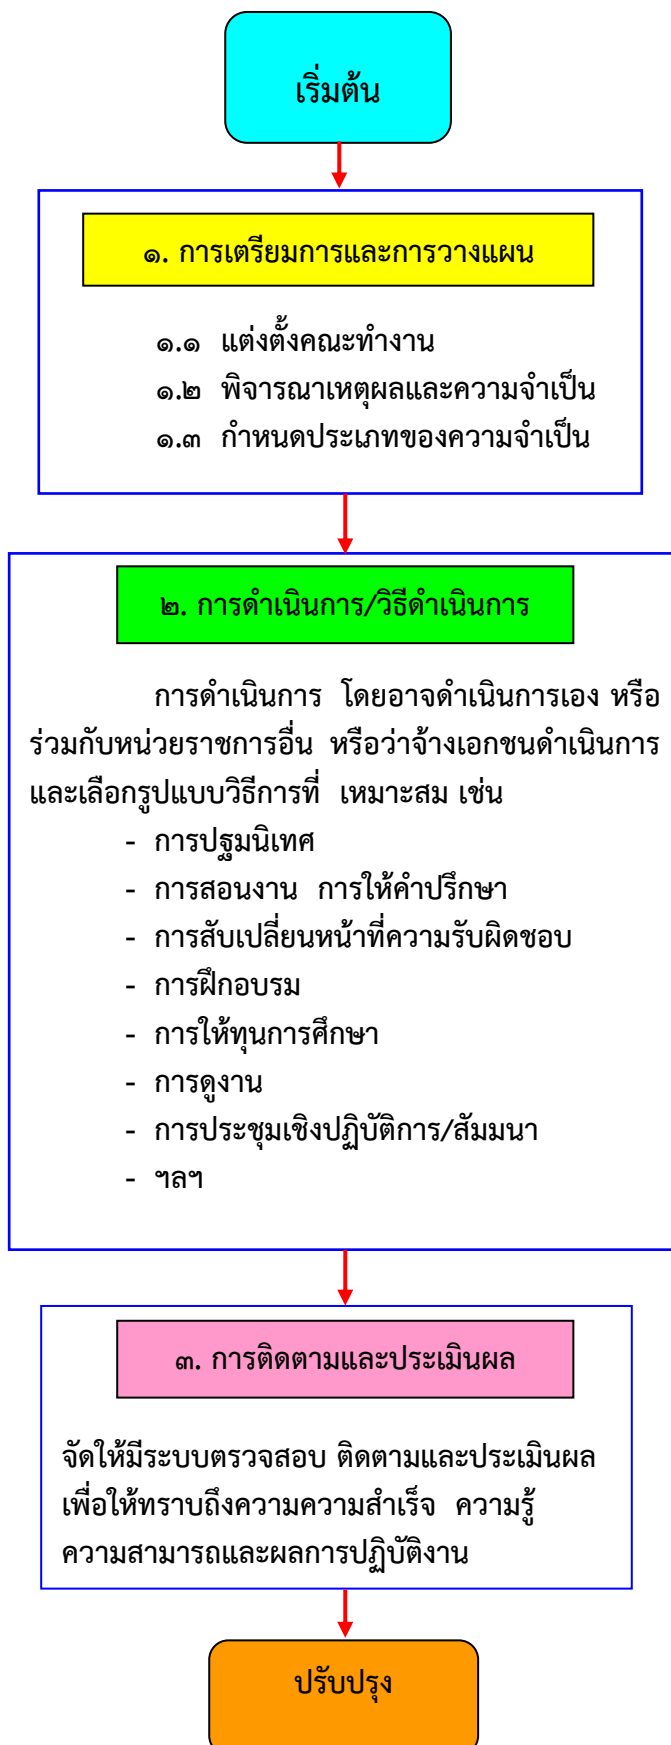 เริ่มต้น
๑. การเตรียมการและการวางแผน
๑.๑ แต่งตั้งคณะทำงาน
๑.๒ พิจารณาเหตุผลและความจำเป็น
๑.๓ กำหนดประเภทของความจำเป็น
๒. การดำเนินการ/วิธีดำเนินการ
การดำเนินการ โดยอาจดำเนินการเอง หรือ
ร่วมกับหน่วยราชการอื่น หรือว่าจ้างเอกชนดำเนินการ
และเลือกรูปแบบวิธีการที่ เหมาะสม เช่น
- การปฐมนิเทศ
- การสอนงาน การให้คำปรึกษา
- การสับเปลี่ยนหน้าที่ความรับผิดชอบ
- การฝึกอบรม
- การให้ทุนการศึกษา
- การดูงาน
- การประชุมเชิงปฏิบัติการ/สัมมนา
- ฯลฯ
๓. การติดตามและประเมินผล
จัดให้มีระบบตรวจสอบ ติดตามและประเมินผล
เพื่อให้ทราบถึงความความสำเร็จ ความรู้
ความสามารถและผลการปฏิบัติงาน
ปรับปรุง